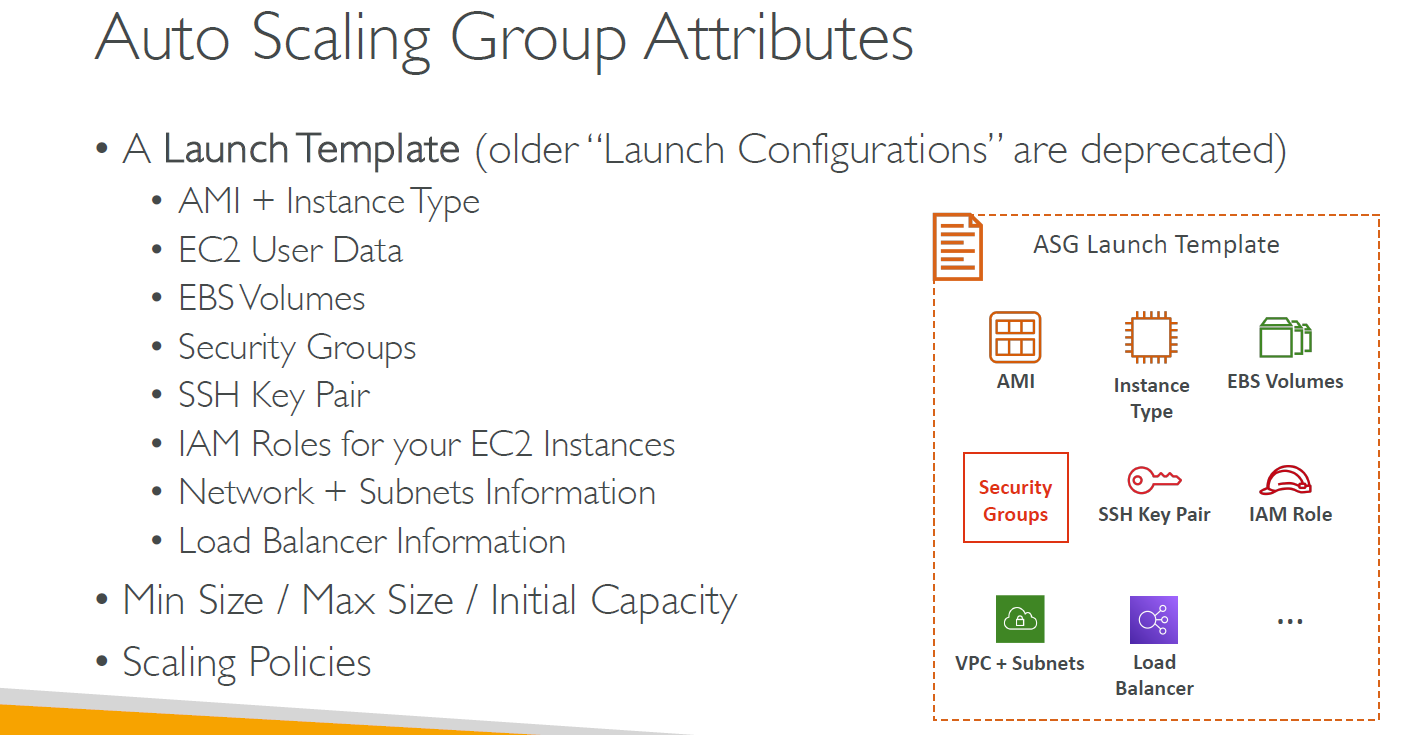 Auto Scaling Group Attributes
• A Launch Template (older “Launch Configurations” are deprecated)
• AMI + Instance Type
• EC2 User Data
• EBS Volumes
• Security Groups
• SSH Key Pair
• IAM Roles for your EC2 Instances
• Network + Subnets Information
• Load Balancer Information
• Min Size / Max Size / Initial Capacity
• Scaling Policies
ASG Launch Template
AMI
Instance
Type
EBS Volumes
Security
Groups
SSH Key Pair
IAM Role
VPC + Subnets
Load
Balancer
...